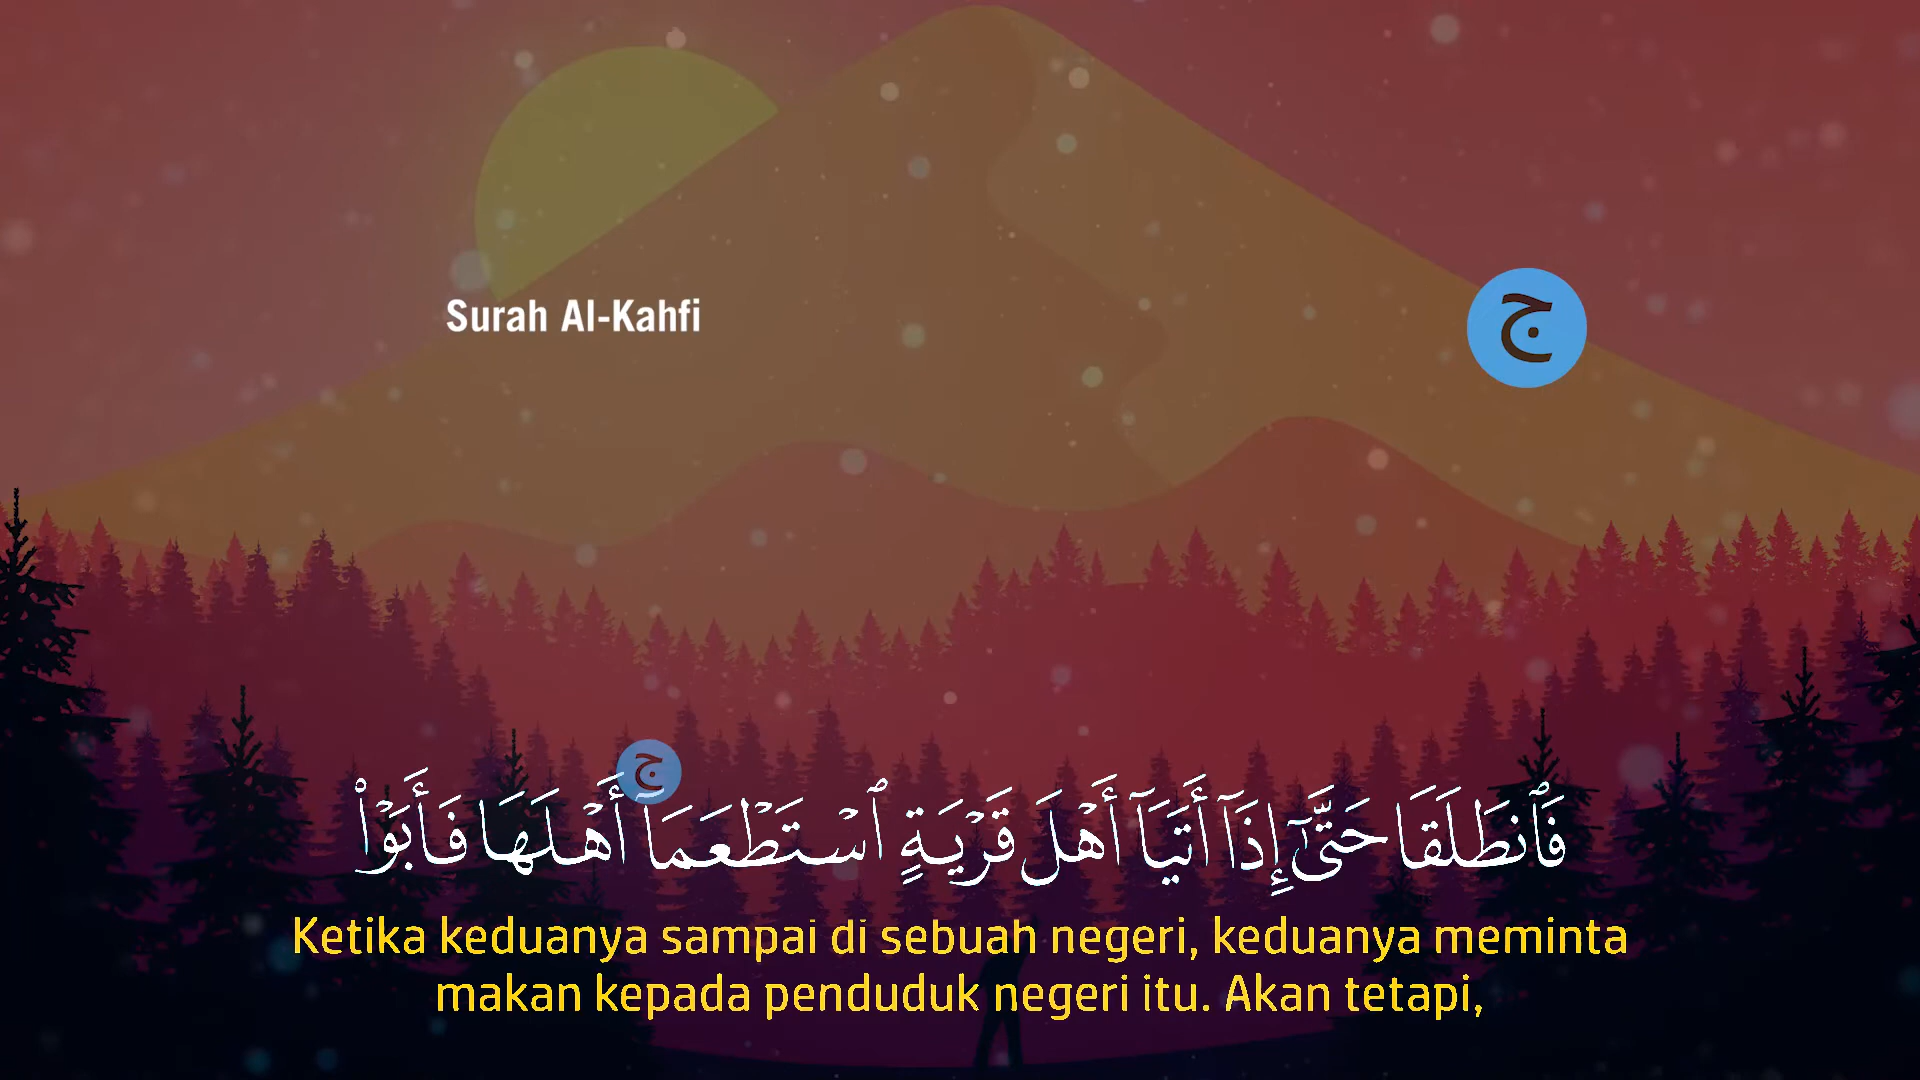 Surah Al-Kahfi
ج
ج
فَٱنطَلَقَا حَتَّىٰٓ إِذَآ أَتَيَآ أَهْلَ قَرْيَةٍ ٱسْتَطْعَمَآ أَهْلَهَا فَأَبَوْا۟
Ketika keduanya sampai di sebuah negeri, keduanya meminta
makan kepada penduduk negeri itu. Akan tetapi,